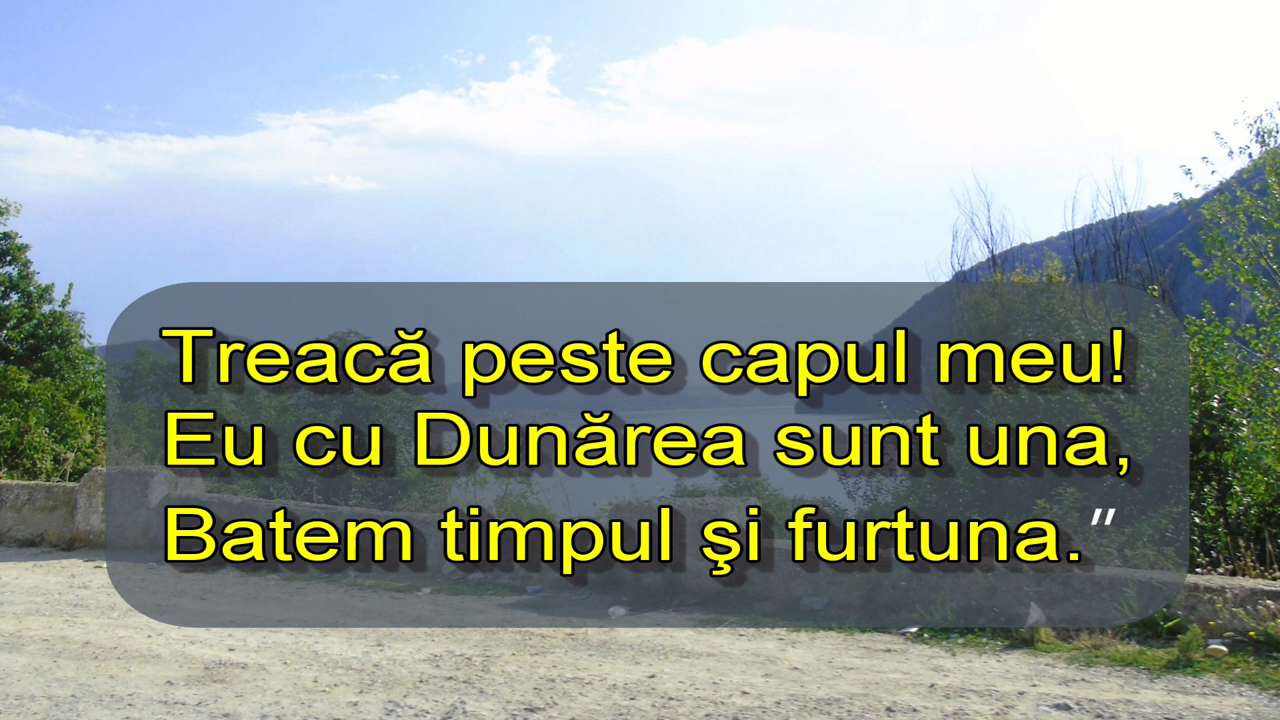 Treacă peste capul meu!
Eu cu Dunărea sunt una,
Batem timpul şi furtuna."